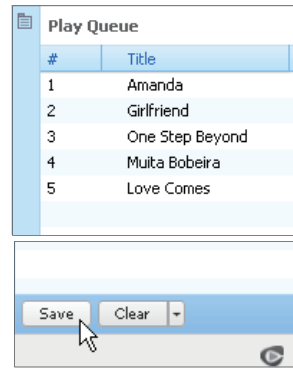 Play Queue
# Title
1 Amanda
2 Girlfriend
3 One Step Beyond
4 Muita Bobeira
5 Love Comes
Save Clear